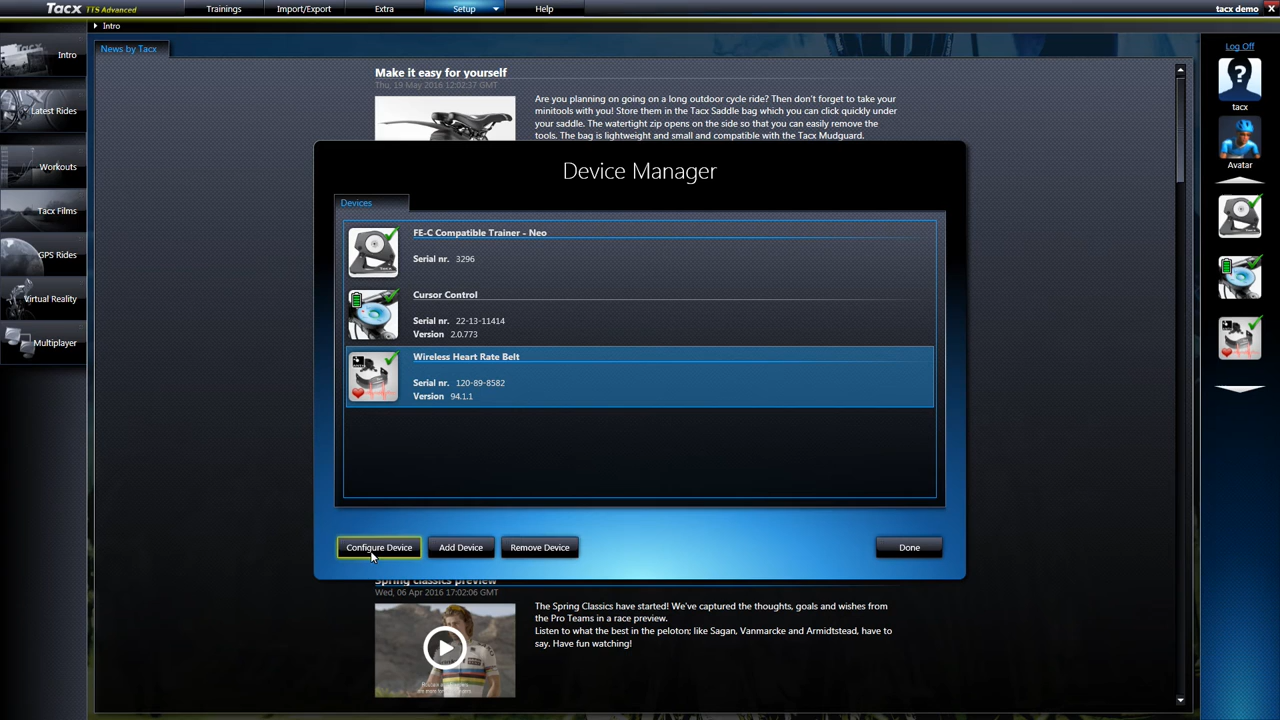 Tacx TTS Advanced
Trainings
Import/Export
Extra
Setup
Help
tacx demo
Intro
News by Tacx
Log Off
Intro
Latest Rides
Workouts
Tacx Films
GPS Rides
Virtual Reality
Multiplayer
tacx
Avatar
Make it easy for yourself
Thu, 19 May 2016 12:02:37 GMT
Are you planning on going on a long outdoor cycle ride? Then don't forget to take your
minitools with you! Store them in the Tacx Saddle bag which you can click quickly under
your saddle. The watertight zip opens on the side so that you can easily remove the
tools. The bag is lightweight and small and compatible with the Tacx Mudguard.
Device Manager
Devices
FE-C Compatible Trainer - Neo
Serial nr. 3296
Cursor Control
Serial nr. 22-13-11414
Version 2.0.773
Wireless Heart Rate Belt
Serial nr. 120-89-8582
Version 94.1.1
Configure Device
Add Device
Remove Device
Done
Spring classics preview
Wed, 06 Apr 2016 17:02:06 GMT
The Spring Classics have started! We've captured the thoughts, goals and wishes from
the Pro Teams in a race preview.
Listen to what the best in the peloton; like Sagan, Vanmarcke and Armidtstead, have to
say. Have fun watching!